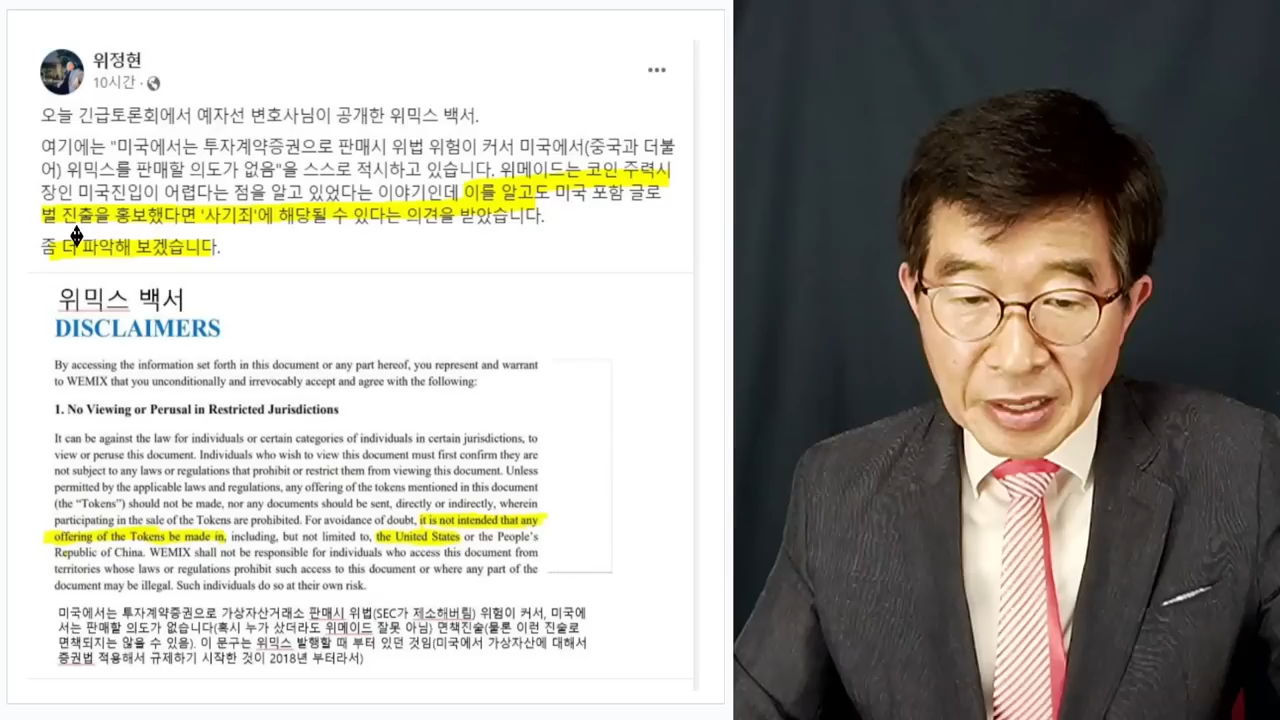 위정현
10시간 ·
오늘 긴급토론회에서 예자선 변호사님이 공개한 위믹스 백서.
여기에는 "미국에서는 투자계약증권으로 판매시 위법 위험이 커서 미국에서(중국과 더불
어) 위믹스를 판매할 의도가 없음"을 스스로 적시하고 있습니다. 위메이드는 코인 주력시
장인 미국진입이 어렵다는 점을 알고 있었다는 이야기인데 이를 알고도 미국 포함 글로
벌 진출을 홍보했다면 '사기죄'에 해당될 수 있다는 의견을 받았습니다.
좀 더 파악해 보겠습니다.
위믹스 백서
DISCLAIMERS
By accessing the information set forth in this document or any part hereof, you represent and warrant
to WEMIX that you unconditionally and irrevocably accept and agree with the following:
1. No Viewing or Perusal in Restricted Jurisdictions
It can be against the law for individuals or certain categories of individuals in certain jurisdictions, to
view or peruse this document. Individuals who wish to view this document must first confirm they are
not subject to any laws or regulations that prohibit or restrict them from viewing this document. Unless
permitted by the applicable laws and regulations, any offering of the tokens mentioned in this document
(the “Tokens”) should not be made, nor any documents should be sent, directly or indirectly, wherein
participating in the sale of the Tokens are prohibited. For avoidance of doubt, it is not intended that any
offering of the Tokens be made in, including, but not limited to, the United States or the People’s
Republic of China. WEMIX shall not be responsible for individuals who access this document from
territories whose laws or regulations prohibit such access to this document or where any part of the
document may be illegal. Such individuals do so at their own risk.
미국에서는 투자계약증권으로 가상자산거래소 판매시 위법(SEC가 제소해버림) 위험이 커서, 미국에
서는 판매할 의도가 없습니다(혹시 누가 샀더라도 위메이드 잘못 아님) 면책진술(물론 이런 진술로
면책되지는 않을 수 있음). 이 문구는 위믹스 발행할 때 부터 있던 것임(미국에서 가상자산에 대해서
증권법 적용해서 규제하기 시작한 것이 2018년 부터라서)